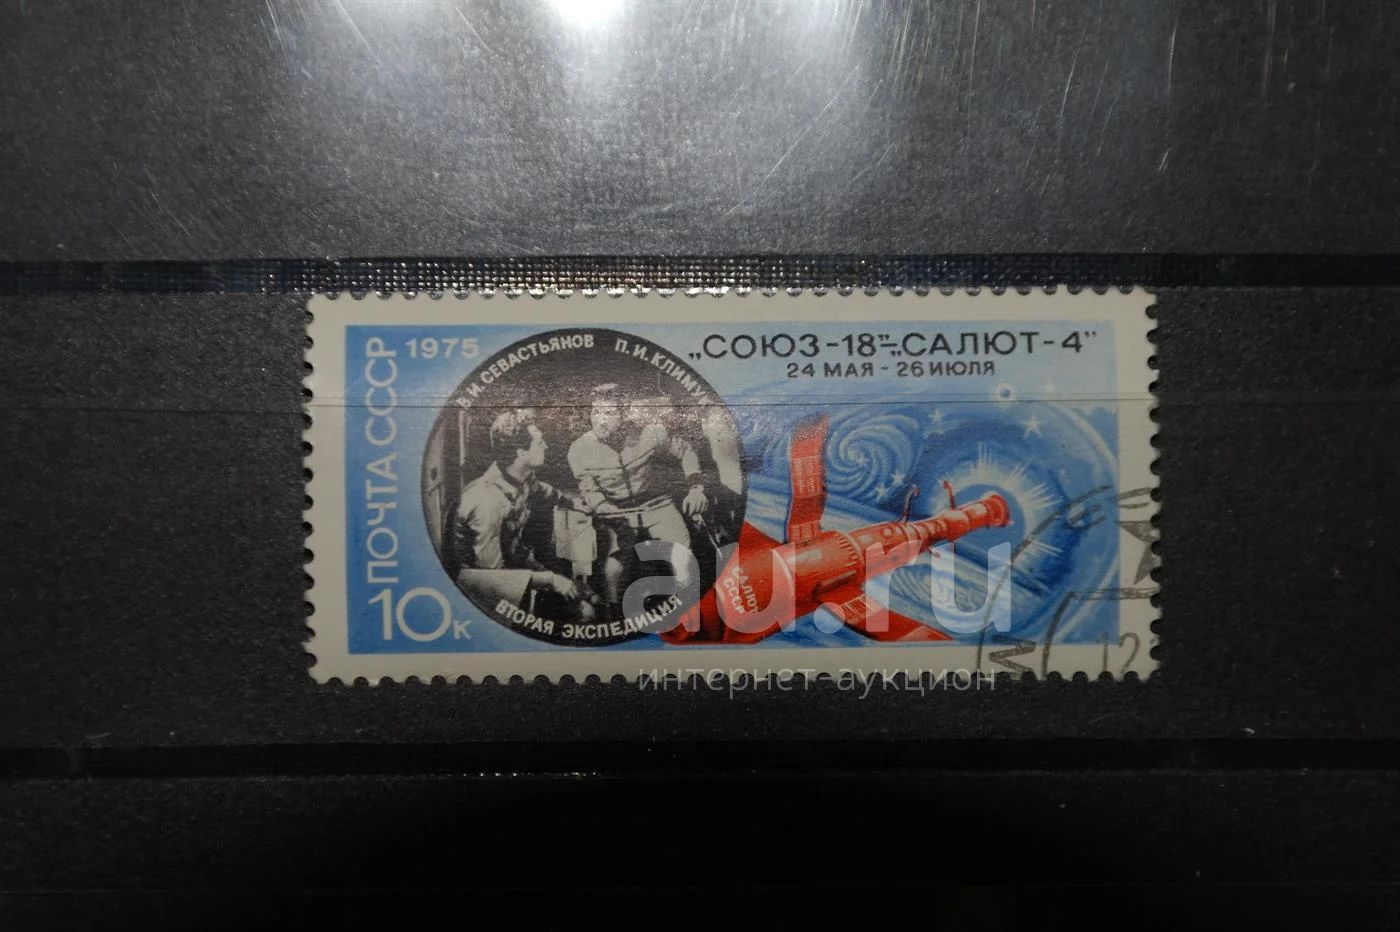 ПОЧТА СССР
1975
10к
В.И. СЕВАСТЬЯНОВ П.И. КЛИМУК
ВТОРАЯ ЭКСПЕДИЦИЯ
„СОЮЗ-18”-„САЛЮТ-4”
24 МАЯ - 26 ИЮЛЯ
САЛЮТ
СССР
12
au.ru
интернет-аукцион